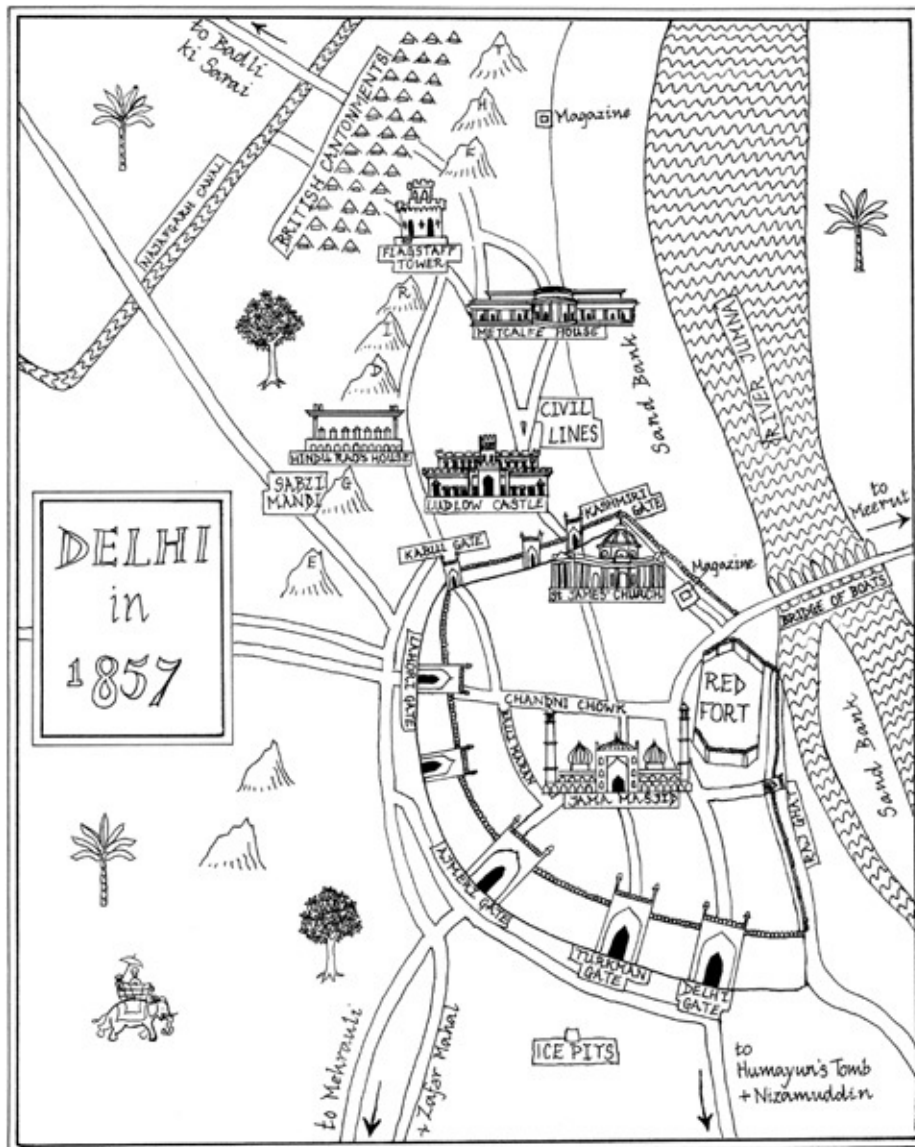 to Badli
ki Sarai
BRITISH CANTONMENTS
T
H
E
Magazine
NAJAFGARH CANAL
FLAGSTAFF
TOWER
R
I
D
G
E
METCALFE HOUSE
RIVER JUMNA
Sand Bank
CIVIL
LINES
HINDU RAO'S HOUSE
SABZI
MANDI
LUDLOW CASTLE
to
Meerut
KASHMIRI
GATE
KABUL GATE
DELHI
in
1857
ST JAMES' CHURCH
Magazine
BRIDGE OF BOATS
LAHORE GATE
CHANDNI CHOWK
RED
FORT
JAMA MASJID
Sand Bank
RAJ GHAT
AJMERI GATE
TURKMAN
GATE
DELHI
GATE
ICE PITS
to Mehrauli
+ Zafar Mahal
to
Humayun's Tomb
+ Nizamuddin